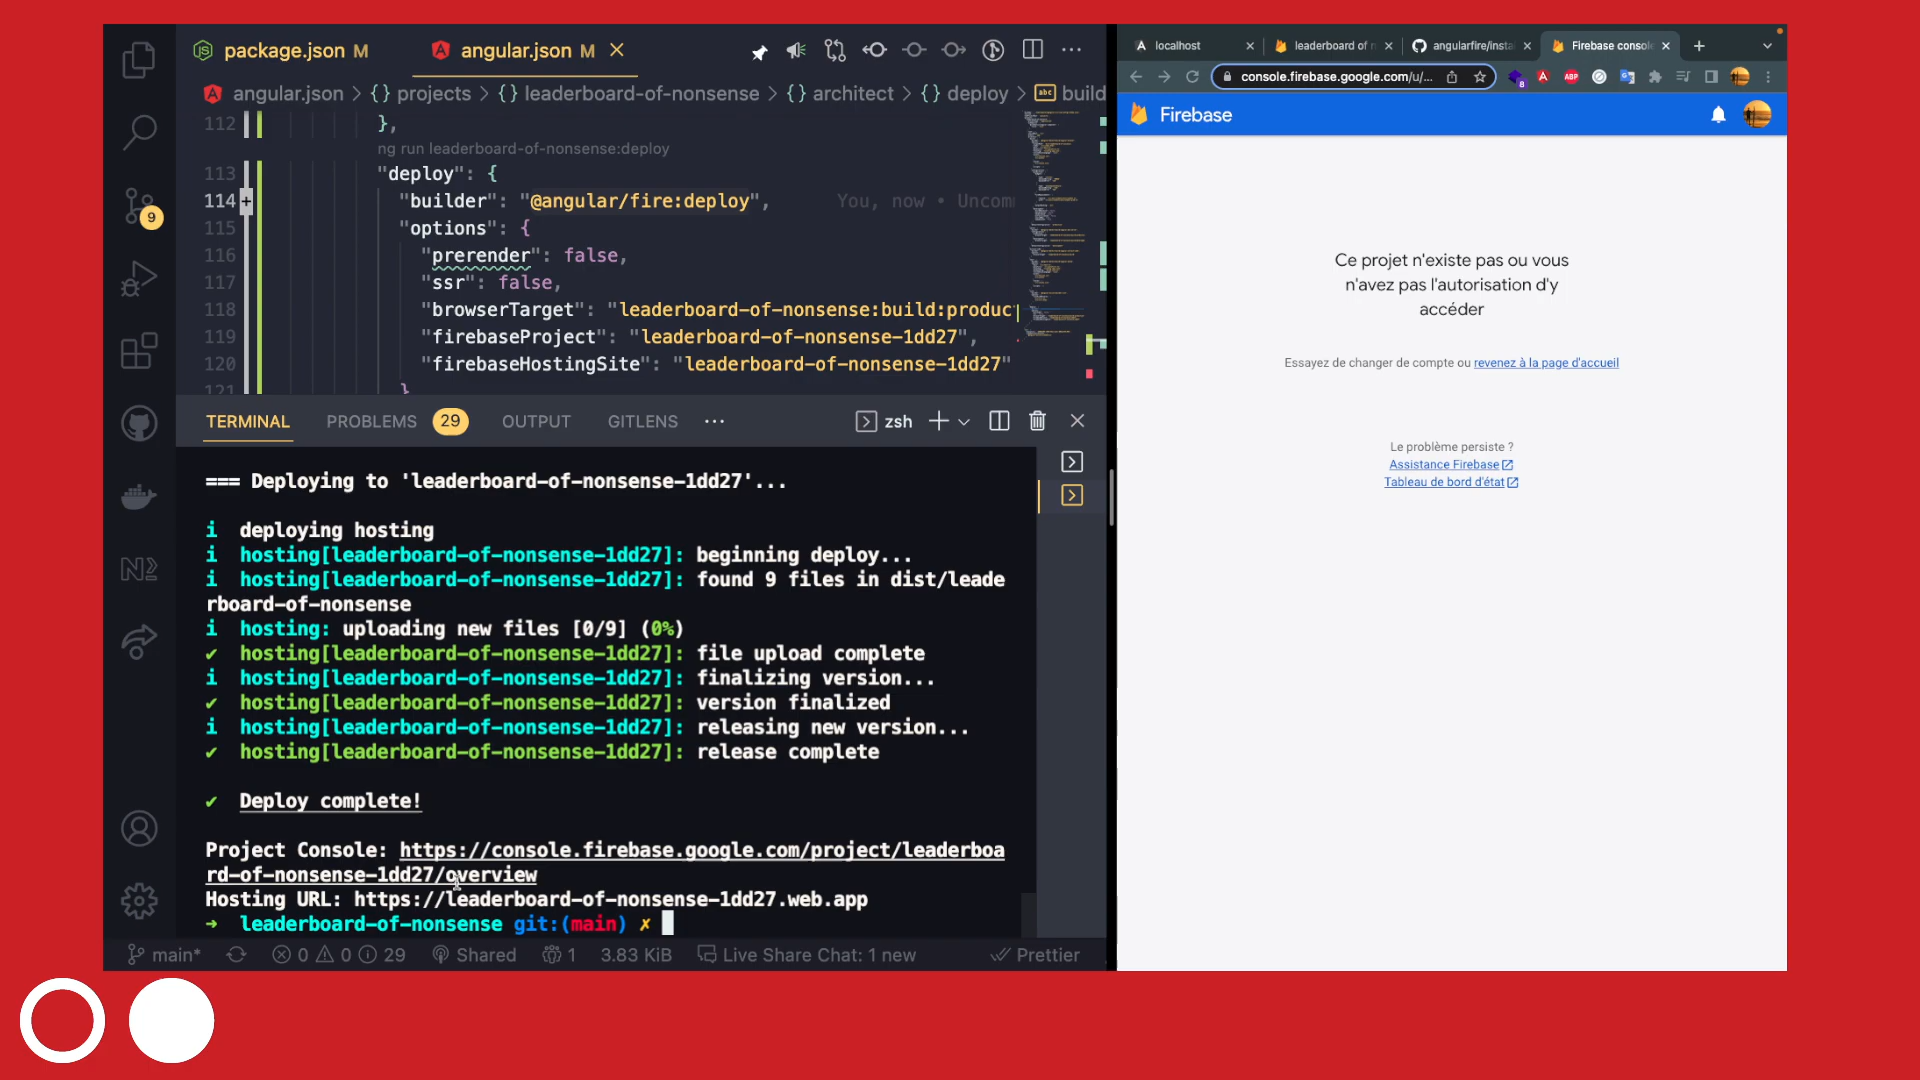 package.json M
angular.json M
angular.json > {} projects > {} leaderboard-of-nonsense > {} architect > {} deploy > abc build
112 },
ng run leaderboard-of-nonsense:deploy
113 "deploy": {
114 "builder": "@angular/fire:deploy", You, now • Uncom
115 "options": {
116 "prerender": false,
117 "ssr": false,
118 "browserTarget": "leaderboard-of-nonsense:build:produc
119 "firebaseProject": "leaderboard-of-nonsense-1dd27",
120 "firebaseHostingSite": "leaderboard-of-nonsense-1dd27"
121 }
9
TERMINAL PROBLEMS 29 OUTPUT GITLENS ... zsh
=== Deploying to 'leaderboard-of-nonsense-1dd27'...
i deploying hosting
i hosting[leaderboard-of-nonsense-1dd27]: beginning deploy...
i hosting[leaderboard-of-nonsense-1dd27]: found 9 files in dist/leade
rboard-of-nonsense
i hosting: uploading new files [0/9] (0%)
✔ hosting[leaderboard-of-nonsense-1dd27]: file upload complete
i hosting[leaderboard-of-nonsense-1dd27]: finalizing version...
✔ hosting[leaderboard-of-nonsense-1dd27]: version finalized
i hosting[leaderboard-of-nonsense-1dd27]: releasing new version...
✔ hosting[leaderboard-of-nonsense-1dd27]: release complete
✔ Deploy complete!
Project Console: https://console.firebase.google.com/project/leaderboa
rd-of-nonsense-1dd27/overview
Hosting URL: https://leaderboard-of-nonsense-1dd27.web.app
➜ leaderboard-of-nonsense git:(main) ✗
main* 0 0 29 Shared 1 3.83 KiB Live Share Chat: 1 new Prettier
localhost
leaderboard of n
angularfire/insta
Firebase console
console.firebase.google.com/u/...
8
ABP
Firebase
Ce projet n'existe pas ou vous
n'avez pas l'autorisation d'y
accéder
Essayez de changer de compte ou revenez à la page d'accueil
Le problème persiste ?
Assistance Firebase
Tableau de bord d'état